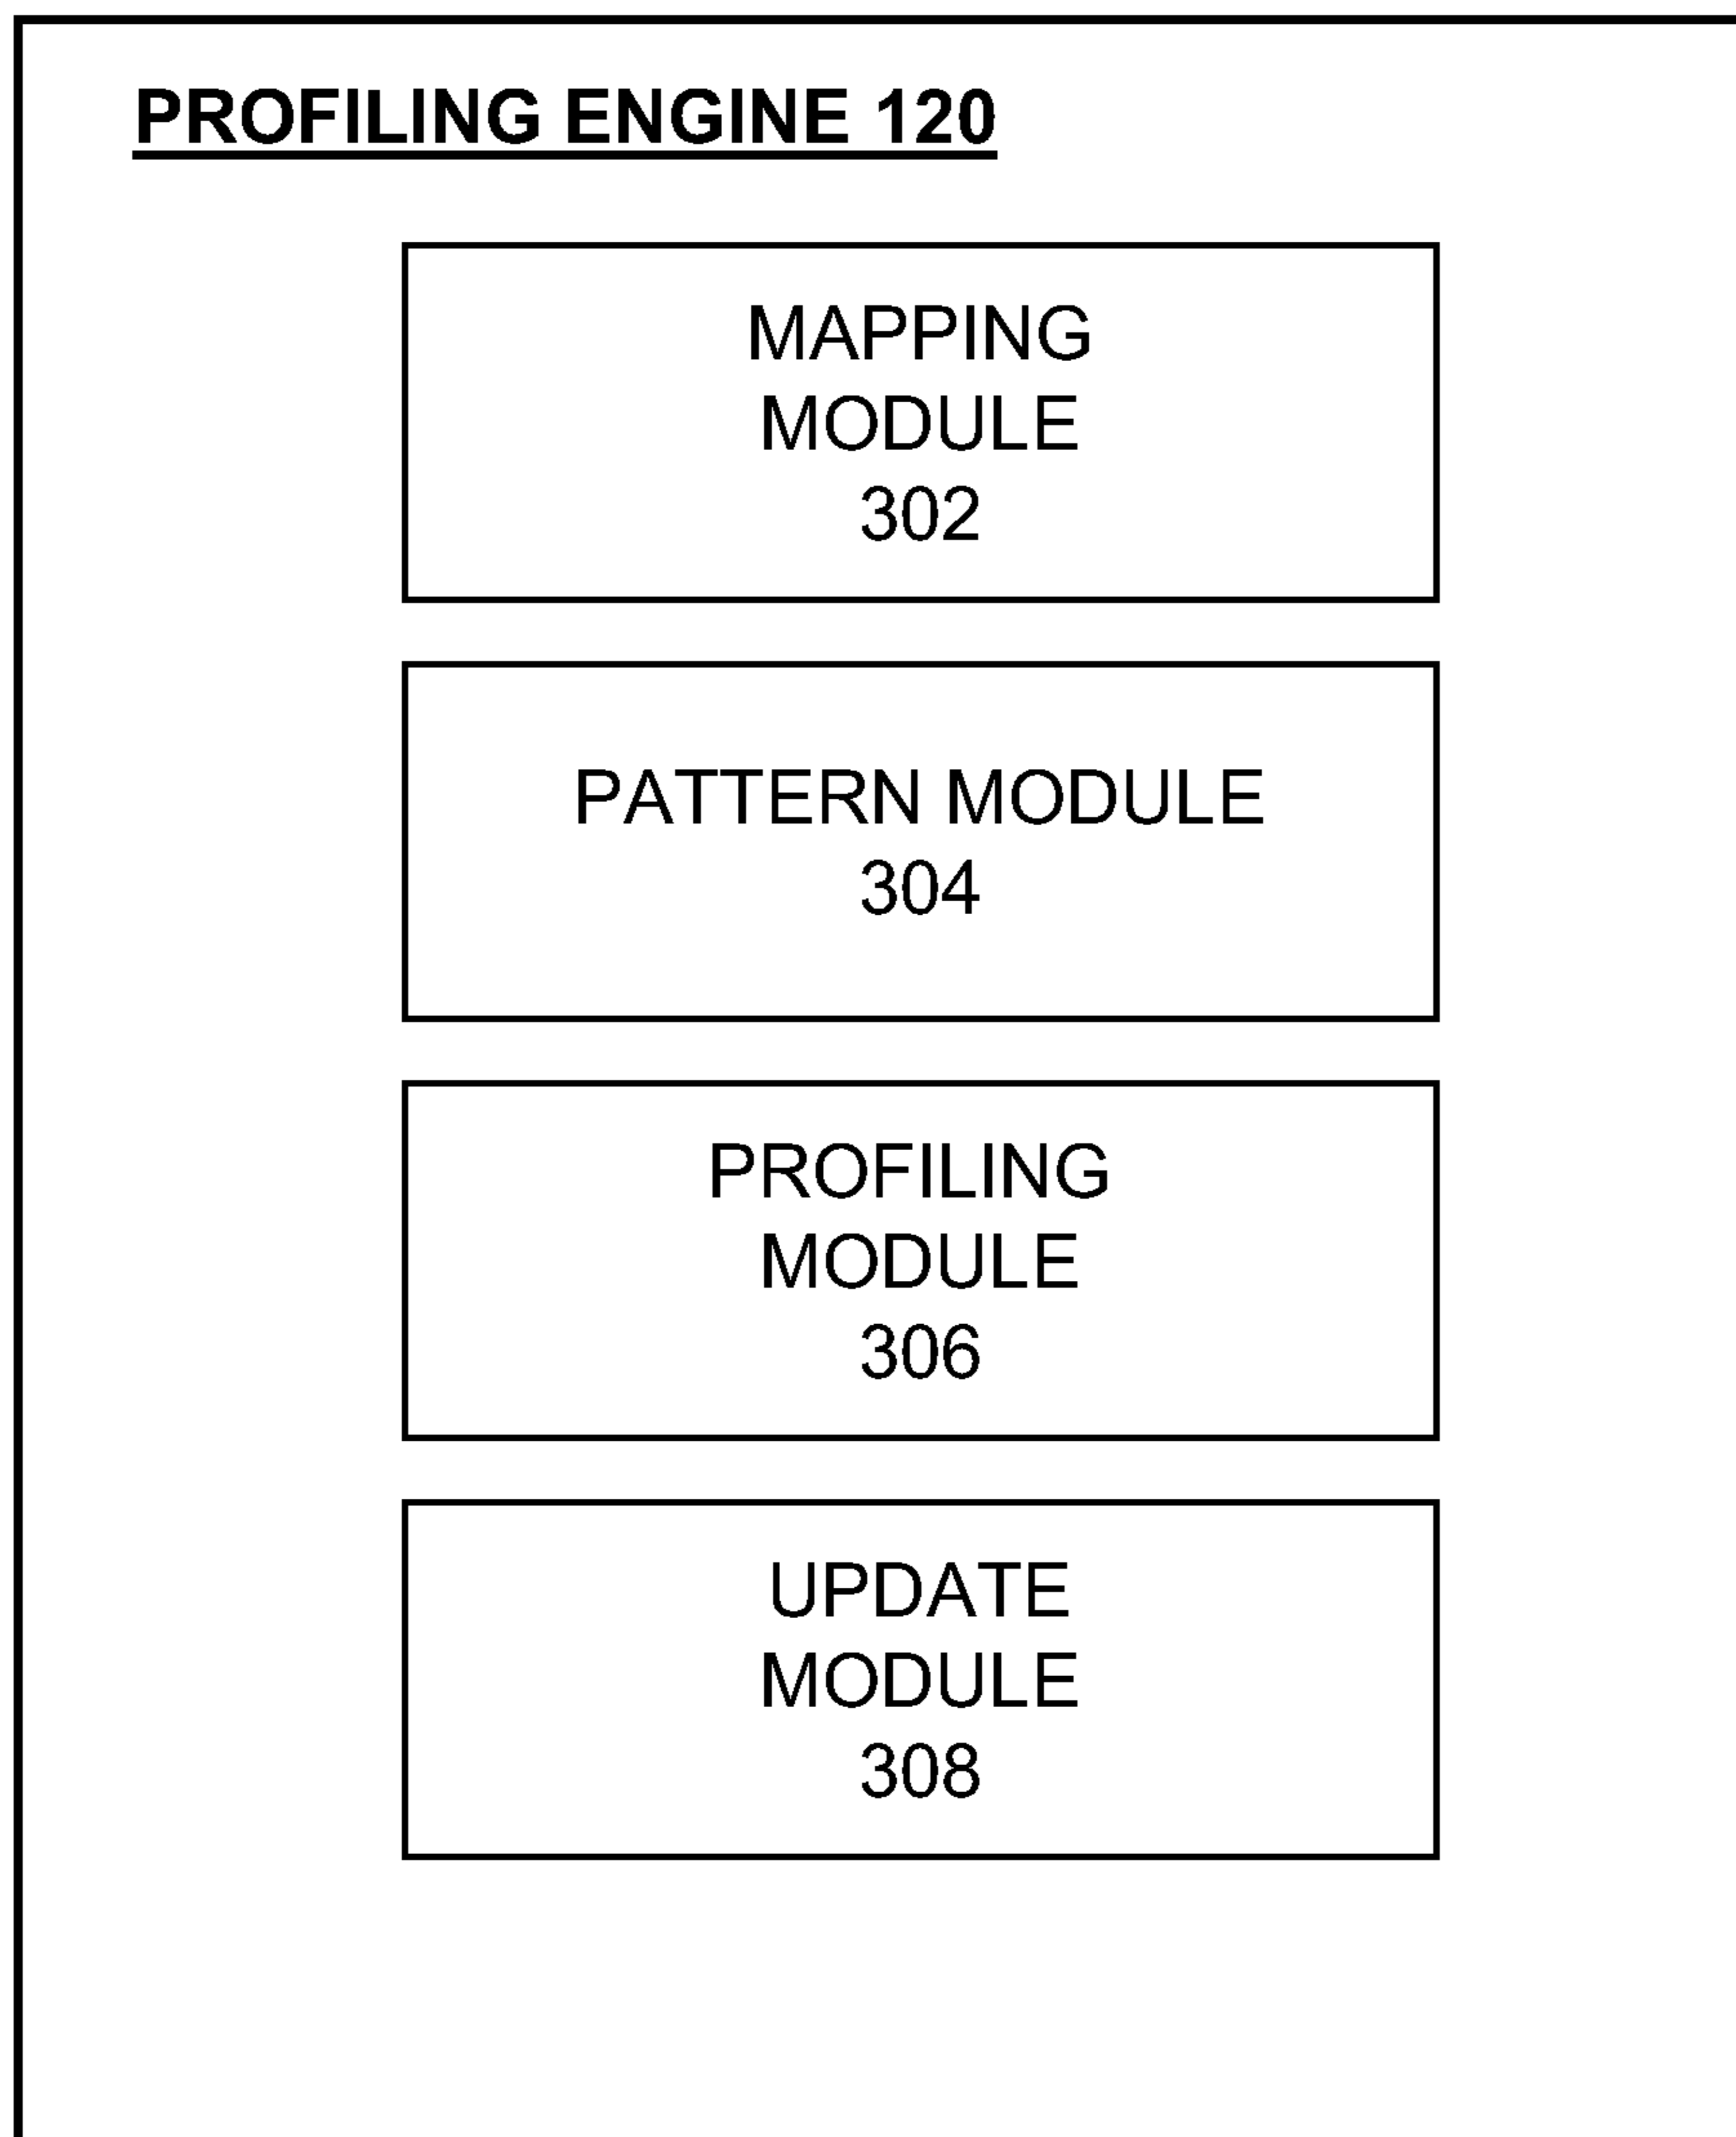 PROFILING ENGINE 120
MAPPING
MODULE
302
PATTERN MODULE
304
PROFILING
MODULE
306
UPDATE
MODULE
308